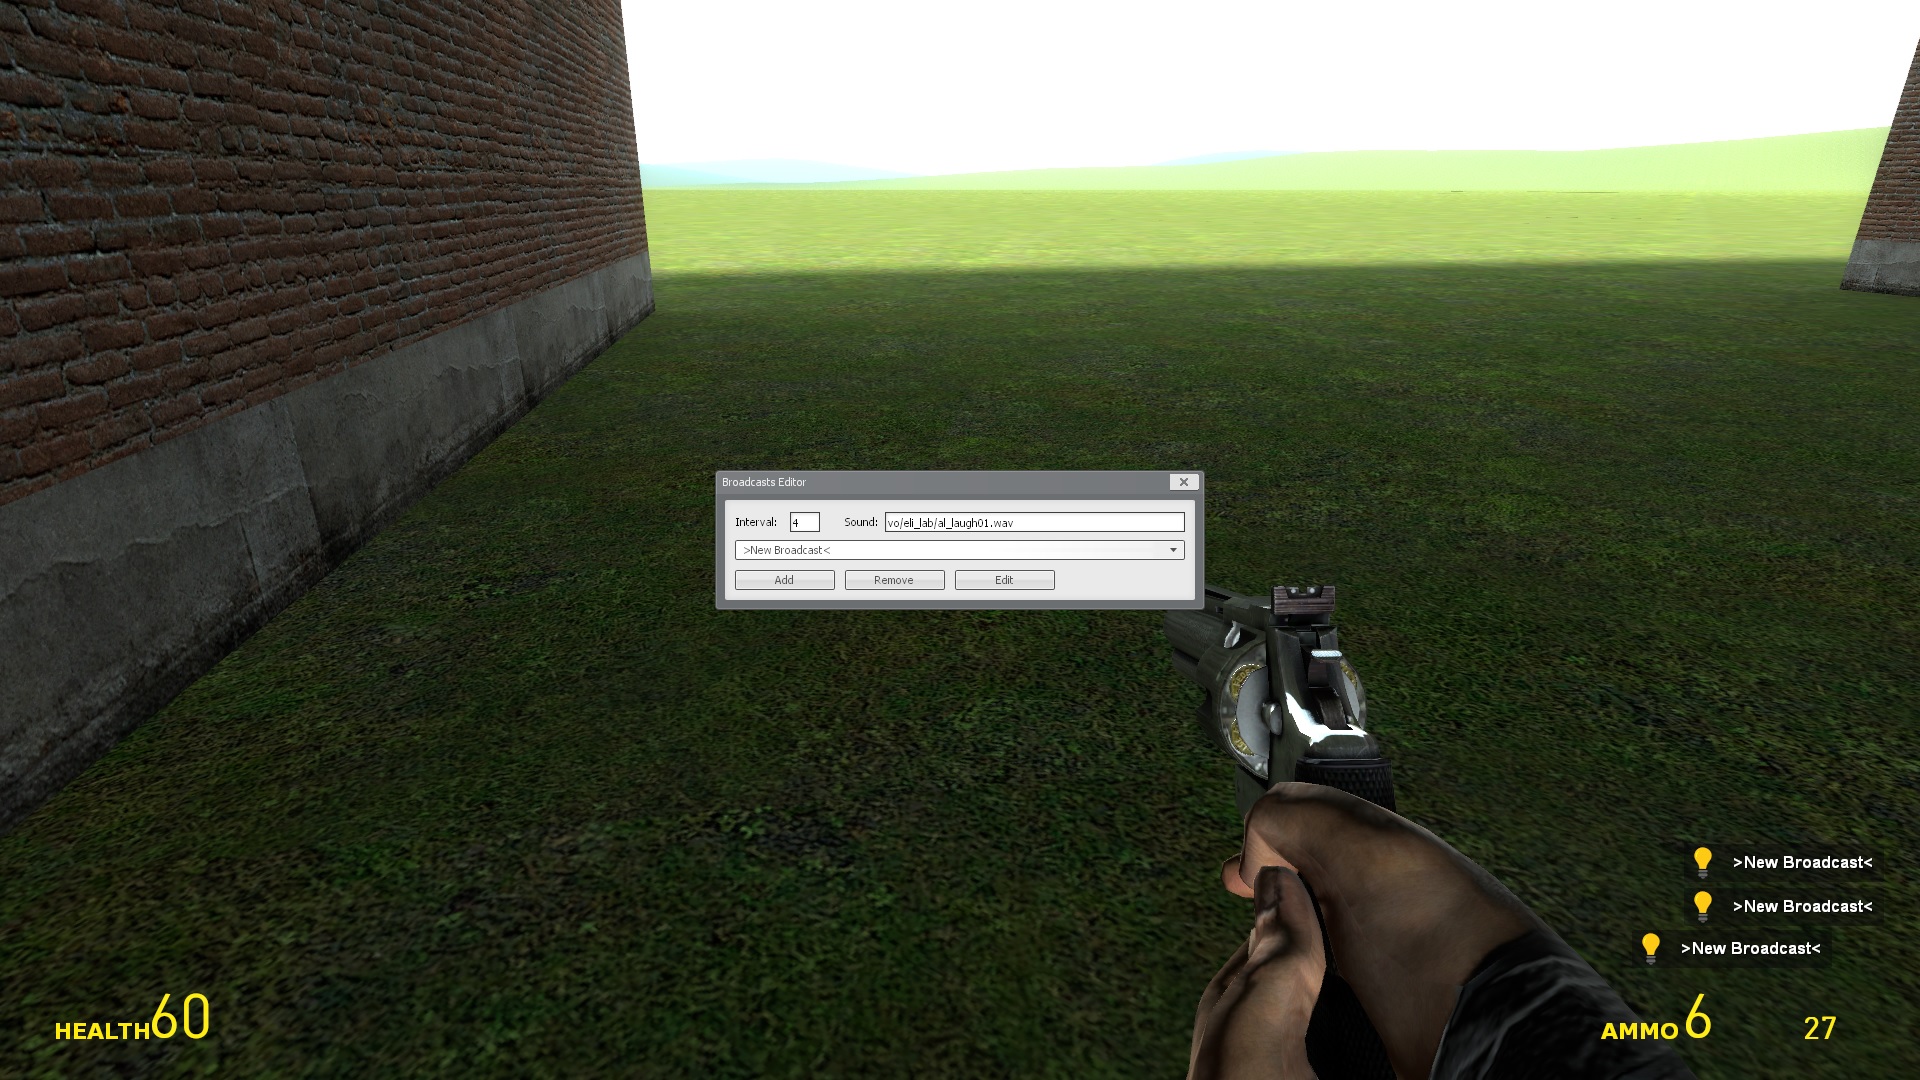 Broadcasts Editor
Interval: 4 Sound: vo/eli_lab/al_laugh01.wav
>New Broadcast<
Add Remove Edit
>New Broadcast<
>New Broadcast<
>New Broadcast<
HEALTH 60 AMMO 6 27